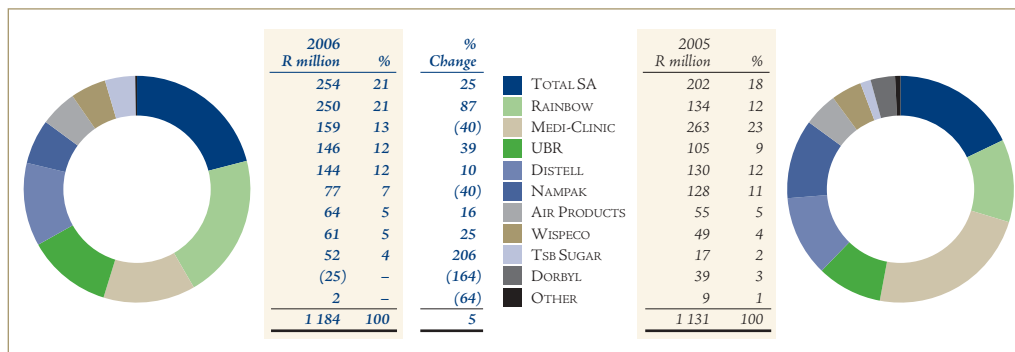 2006 % 2005
R million % Change R million %
254 21 25 TOTAL SA 202 18
250 21 87 RAINBOW 134 12
159 13 (40) MEDI-CLINIC 263 23
146 12 39 UBR 105 9
144 12 10 DISTELL 130 12
77 7 (40) NAMPAK 128 11
64 5 16 AIR PRODUCTS 55 5
61 5 25 WISPECO 49 4
52 4 206 TSB SUGAR 17 2
(25) – (164) DORBYL 39 3
2 – (64) OTHER 9 1
1 184 100 5 1 131 100